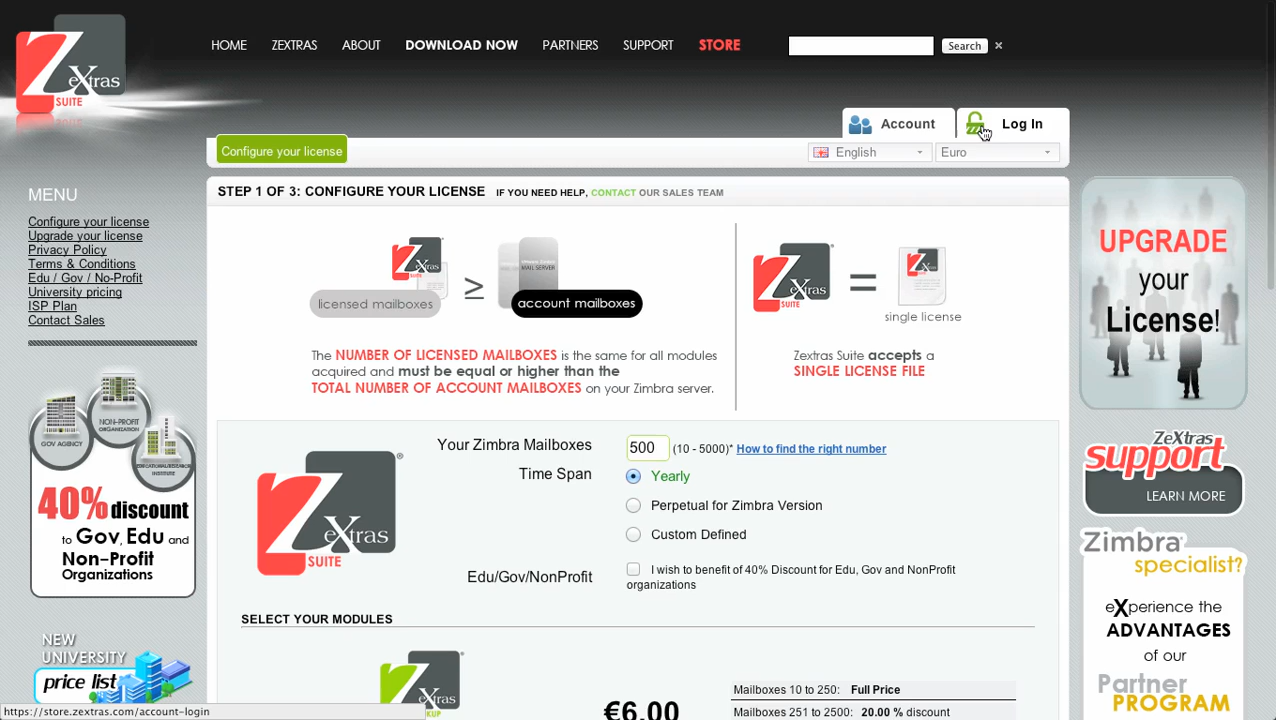 Zextras
SUITE
HOME ZEXTRAS ABOUT DOWNLOAD NOW PARTNERS SUPPORT STORE
Search ×
Account
Log In
Configure your license
English
Euro
MENU
Configure your license
Upgrade your license
Privacy Policy
Terms & Conditions
Edu / Gov / No-Profit
University pricing
ISP Plan
Contact Sales
GOV AGENCY
NON-PROFIT
ORGANIZATION
EDUCATIONAL/RESEARCH
INSTITUTE
40% discount
to Gov, Edu and
Non-Profit
Organizations
NEW
UNIVERSITY
price list
STEP 1 OF 3: CONFIGURE YOUR LICENSE IF YOU NEED HELP, CONTACT OUR SALES TEAM
Zextras
MAIL SERVER
licensed mailboxes
≥
account mailboxes
The NUMBER OF LICENSED MAILBOXES is the same for all modules
acquired and must be equal or higher than the
TOTAL NUMBER OF ACCOUNT MAILBOXES on your Zimbra server.
Zextras
SUITE
=
single license
Zextras Suite accepts a
SINGLE LICENSE FILE
Zextras
SUITE
Your Zimbra Mailboxes 500 (10 - 5000)* How to find the right number
Time Span Yearly
Perpetual for Zimbra Version
Custom Defined
Edu/Gov/NonProfit I wish to benefit of 40% Discount for Edu, Gov and NonProfit
organizations
SELECT YOUR MODULES
Zextras
€6.00
Mailboxes 10 to 250: Full Price
Mailboxes 251 to 2500: 20.00 % discount
UPGRADE
your
License!
ZeXtras
support
LEARN MORE
Zimbra
specialist?
eXperience the
ADVANTAGES
of our
Partner
PROGRAM
https://store.zextras.com/account-login